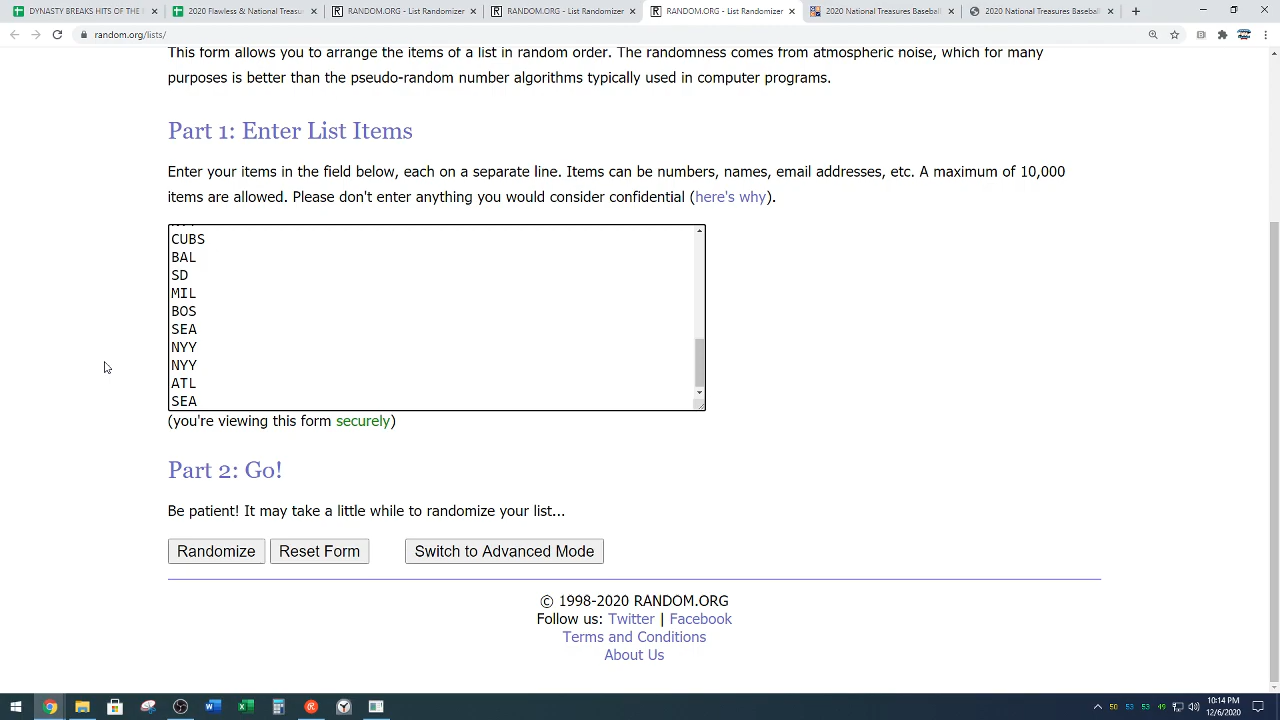 DYNASTY BREAKS HITS OF THE
2020 Flawless & National Treasu
RANDOM.ORG - List Randomizer
RANDOM.ORG - List Randomizer
RANDOM.ORG - List Randomizer
2020 National Treasures Baseball
2020 National Treasures Baseball
random.org/lists/
This form allows you to arrange the items of a list in random order. The randomness comes from atmospheric noise, which for many
purposes is better than the pseudo-random number algorithms typically used in computer programs.
Part 1: Enter List Items
Enter your items in the field below, each on a separate line. Items can be numbers, names, email addresses, etc. A maximum of 10,000
items are allowed. Please don't enter anything you would consider confidential (here's why).
CUBS
BAL
SD
MIL
BOS
SEA
NYY
NYY
ATL
SEA
(you're viewing this form securely)
Part 2: Go!
Be patient! It may take a little while to randomize your list...
Randomize Reset Form Switch to Advanced Mode
© 1998-2020 RANDOM.ORG
Follow us: Twitter | Facebook
Terms and Conditions
About Us
50 53 53 49
10:14 PM
12/6/2020